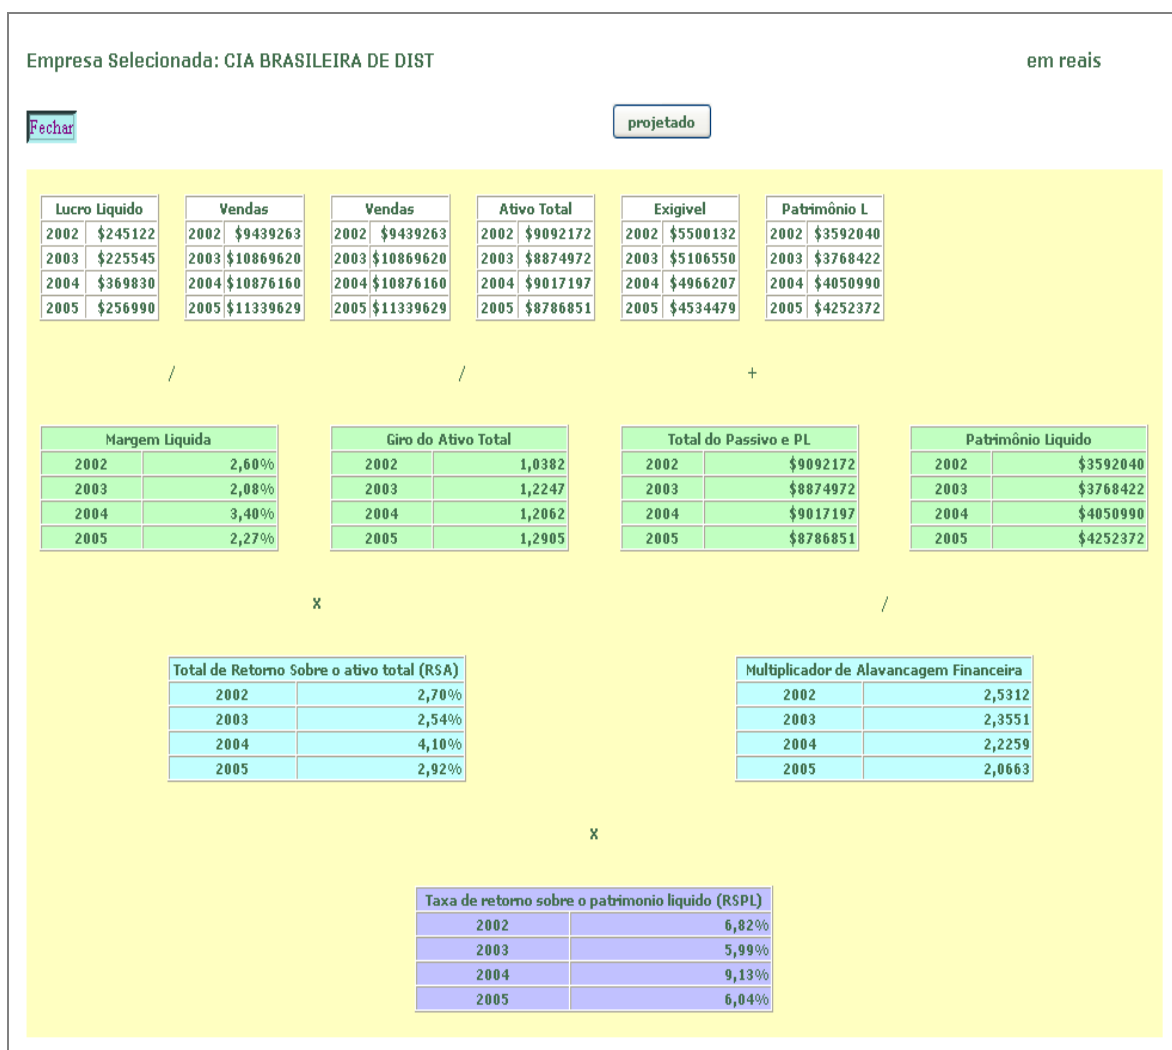 Empresa Selecionada: CIA BRASILEIRA DE DIST em reais
Fechar projetado
Lucro Liquido Vendas Vendas Ativo Total Exigivel Patrimônio L
2002 $245122 2002 $9439263 2002 $9439263 2002 $9092172 2002 $5500132 2002 $3592040
2003 $225545 2003 $10869620 2003 $10869620 2003 $8874972 2003 $5106550 2003 $3768422
2004 $369830 2004 $10876160 2004 $10876160 2004 $9017197 2004 $4966207 2004 $4050990
2005 $256990 2005 $11339629 2005 $11339629 2005 $8786851 2005 $4534479 2005 $4252372
/ / +
Margem Liquida Giro do Ativo Total Total do Passivo e PL Patrimônio Liquido
2002 2,60% 2002 1,0382 2002 $9092172 2002 $3592040
2003 2,08% 2003 1,2247 2003 $8874972 2003 $3768422
2004 3,40% 2004 1,2062 2004 $9017197 2004 $4050990
2005 2,27% 2005 1,2905 2005 $8786851 2005 $4252372
x /
Total de Retorno Sobre o ativo total (RSA) Multiplicador de Alavancagem Financeira
2002 2,70% 2002 2,5312
2003 2,54% 2003 2,3551
2004 4,10% 2004 2,2259
2005 2,92% 2005 2,0663
x
Taxa de retorno sobre o patrimonio liquido (RSPL)
2002 6,82%
2003 5,99%
2004 9,13%
2005 6,04%